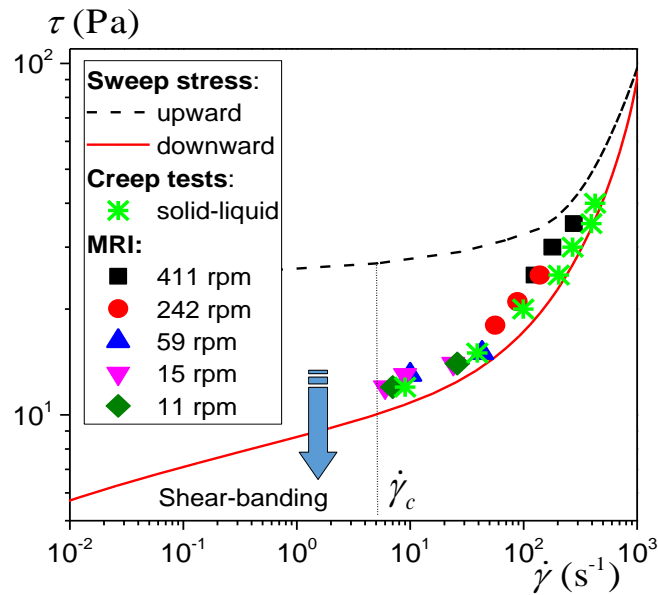 τ (Pa)
10²
10¹
Sweep stress:
upward
downward
Creep tests:
solid-liquid
MRI:
411 rpm
242 rpm
59 rpm
15 rpm
11 rpm
Shear-banding
γ̇c
10⁻² 10⁻¹ 10⁰ 10¹ 10² 10³
γ̇ (s⁻¹)